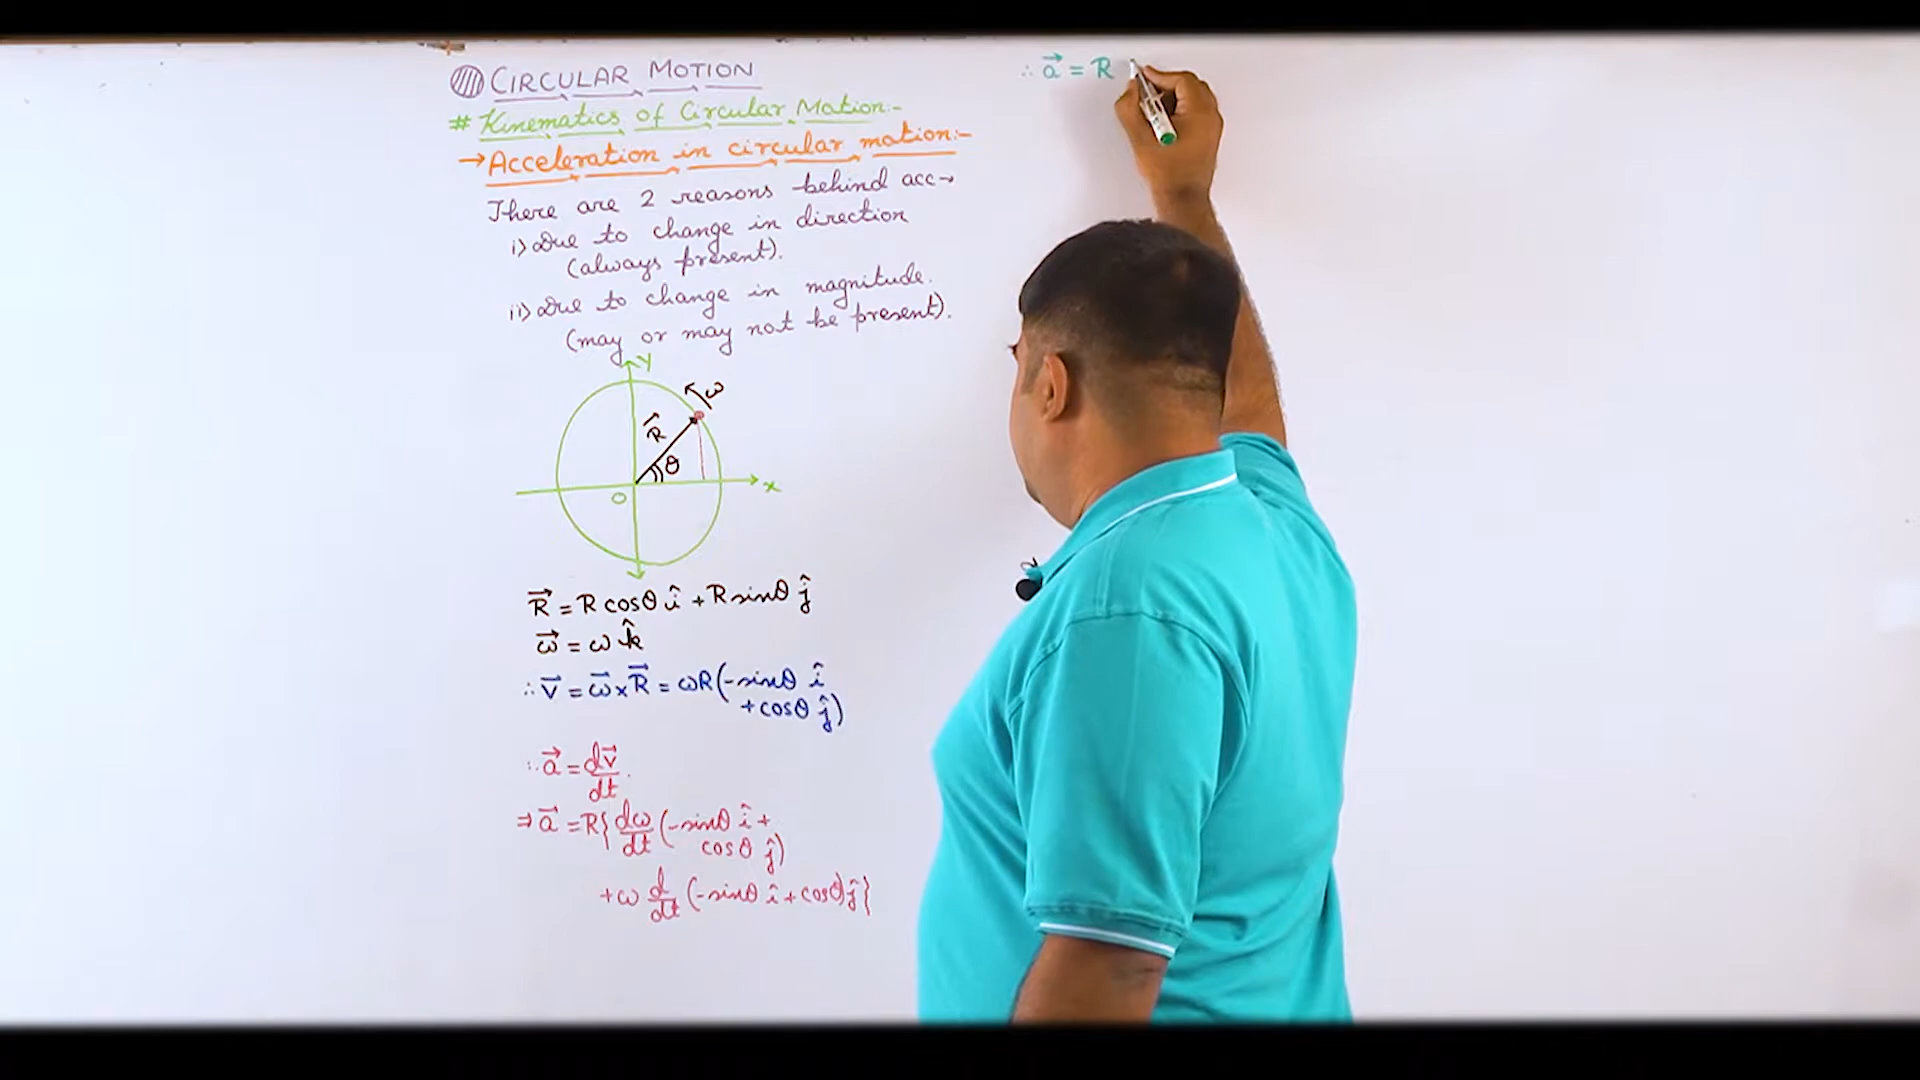 CIRCULAR MOTION
# Kinematics of Circular Motion:-
→ Acceleration in circular motion:-
There are 2 reasons behind acc→
i) Due to change in direction
(always present).
ii) Due to change in magnitude.
(may or may not be present).
y
ω
R⃗
θ
O
x
R⃗ = R cosθ î + R sinθ ĵ
ω⃗ = ω k̂
∴ v⃗ = ω⃗ × R⃗ = ωR(-sinθ î
+ cosθ ĵ)
∴ a⃗ = dv⃗/dt.
⇒ a⃗ = R{dω/dt (-sinθ î +
cosθ ĵ)
+ ω d/dt (-sinθ î + cosθ ĵ}
∴ a⃗ = R